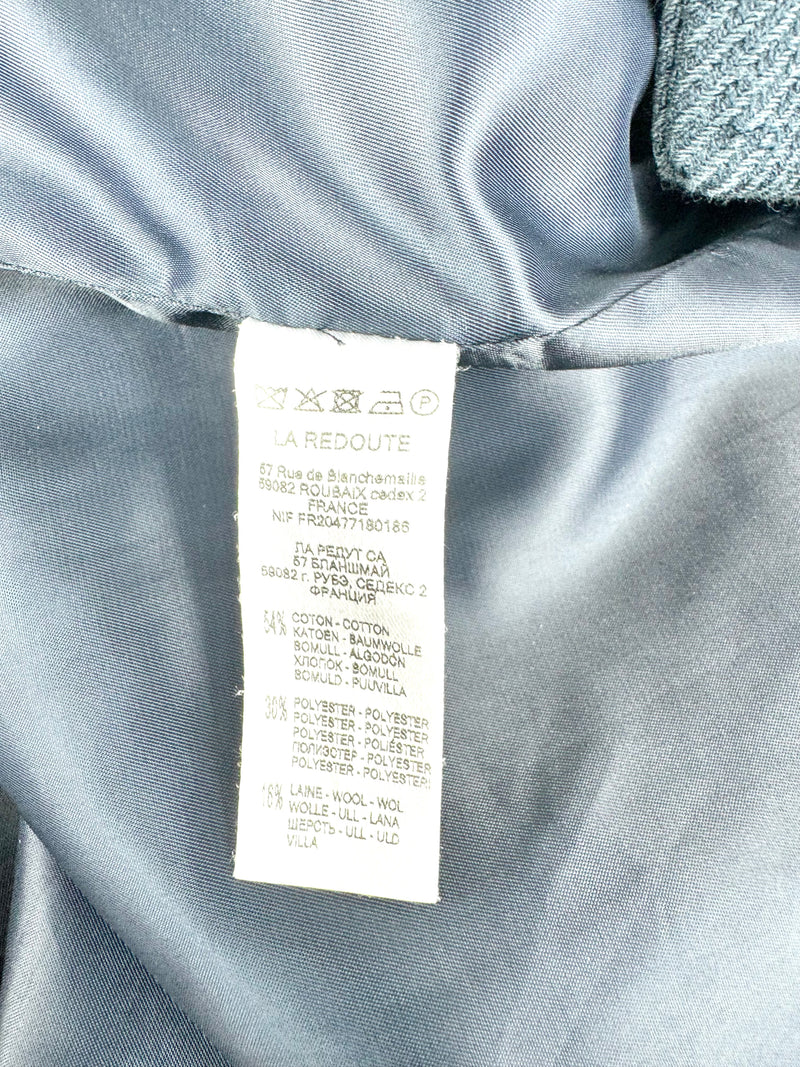 P
LA REDOUTE
57 Rue de Blanchemaille
59082 ROUBAIX cedex 2
FRANCE
NIF FR20477180186
ЛА РЕДУТ СА
57 БЛАНШМАЙ
59082 г. РУБЭ, СЕДЕКС 2
ФРАНЦИЯ
54% COTON - COTTON
KATOEN - BAUMWOLLE
BOMULL - ALGODÓN
ХЛОПОК - BOMULL
BOMULD - PUUVILLA
30% POLYESTER - POLYESTER
POLYESTER - POLYESTER
POLYESTER - POLIÉSTER
ПОЛИЭСТЕР - POLYESTER
POLYESTER - POLYESTERI
16% LAINE - WOOL - WOL
WOLLE - ULL - LANA
ШЕРСТЬ - ULL - ULD
VILLA